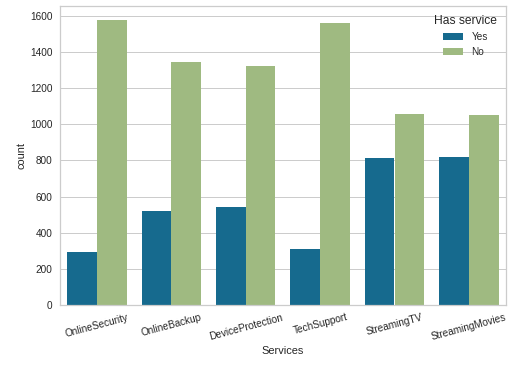 Has service
Yes
No
1600
1400
1200
1000
800
600
400
200
0
count
OnlineSecurity
OnlineBackup
DeviceProtection
TechSupport
StreamingTV
StreamingMovies
Services